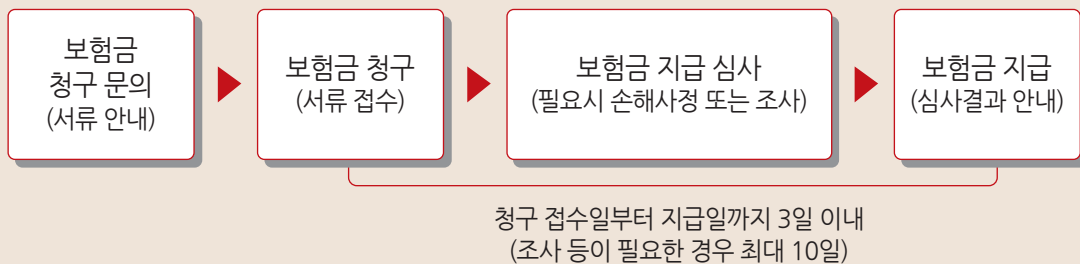 보험금
청구 문의
(서류 안내)
보험금 청구
(서류 접수)
보험금 지급 심사
(필요시 손해사정 또는 조사)
보험금 지급
(심사결과 안내)
청구 접수일부터 지급일까지 3일 이내
(조사 등이 필요한 경우 최대 10일)